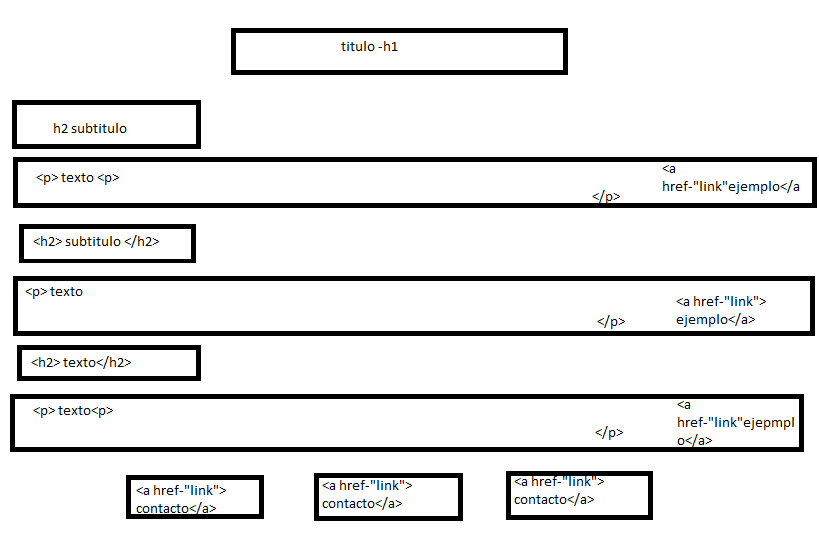 titulo -h1
h2 subtitulo
<p> texto <p>
</p>
<a
href-"link"ejemplo</a
<h2> subtitulo </h2>
<p> texto
</p>
<a href-"link">
ejemplo</a>
<h2> texto</h2>
<p> texto<p>
</p>
<a
href-"link"ejepmpl
o</a>
<a href-"link">
contacto</a>
<a href-"link">
contacto</a>
<a href-"link">
contacto</a>